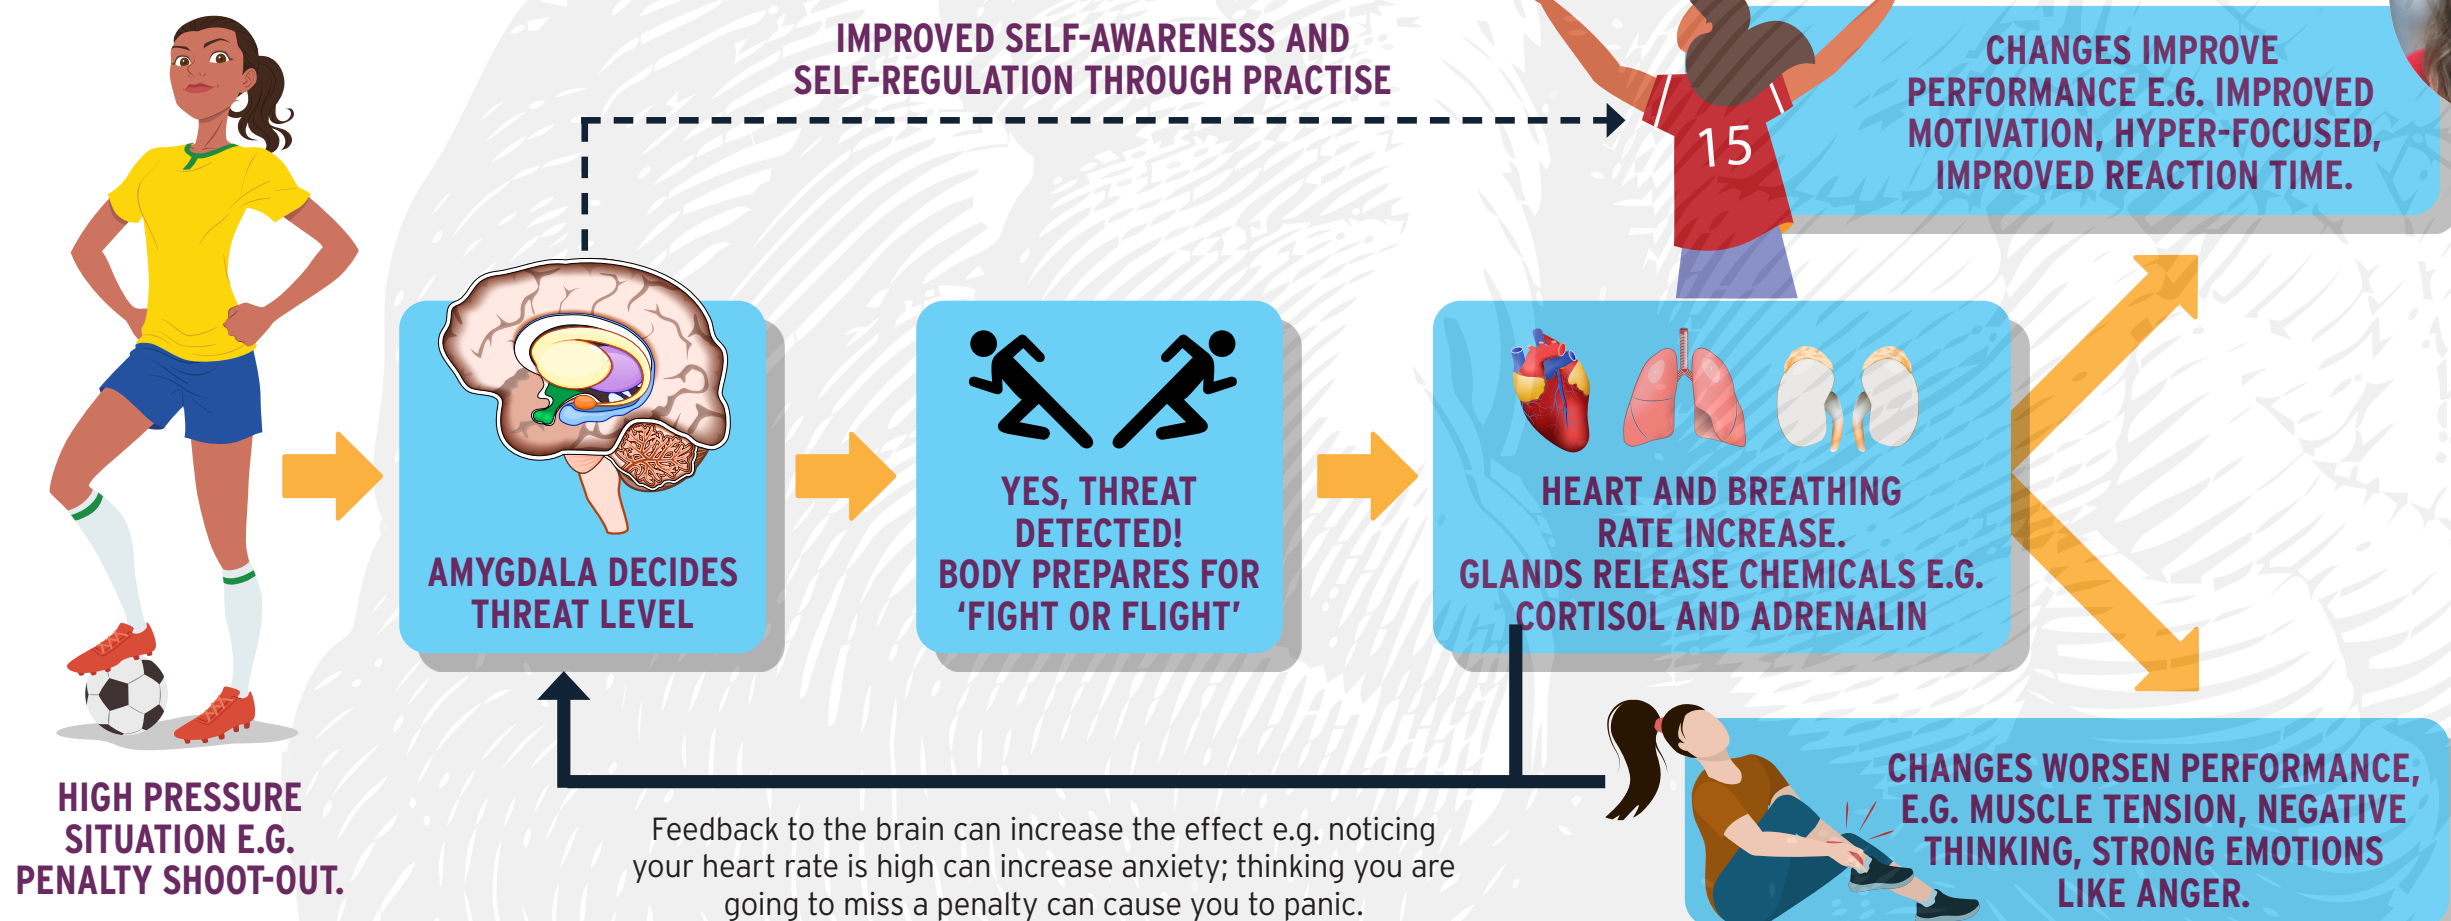 IMPROVED SELF-AWARENESS AND
SELF-REGULATION THROUGH PRACTISE
15
CHANGES IMPROVE
PERFORMANCE E.G. IMPROVED
MOTIVATION, HYPER-FOCUSED,
IMPROVED REACTION TIME.
HIGH PRESSURE
SITUATION E.G.
PENALTY SHOOT-OUT.
AMYGDALA DECIDES
THREAT LEVEL
YES, THREAT
DETECTED!
BODY PREPARES FOR
‘FIGHT OR FLIGHT’
HEART AND BREATHING
RATE INCREASE.
GLANDS RELEASE CHEMICALS E.G.
CORTISOL AND ADRENALIN
Feedback to the brain can increase the effect e.g. noticing
your heart rate is high can increase anxiety; thinking you are
going to miss a penalty can cause you to panic.
CHANGES WORSEN PERFORMANCE,
E.G. MUSCLE TENSION, NEGATIVE
THINKING, STRONG EMOTIONS
LIKE ANGER.